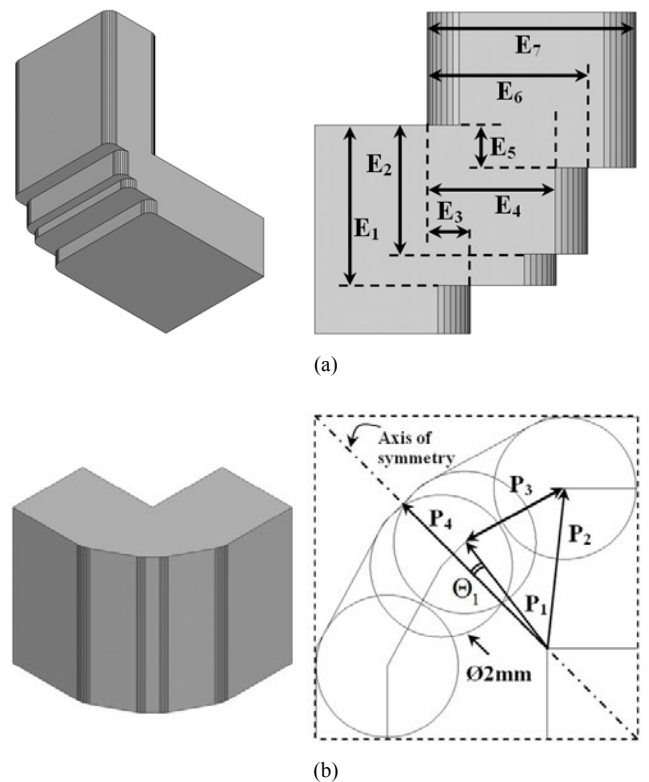 E7
E6
E5
E2
E4
E3
E1
(a)
Axis of
symmetry
P3
P4
P2
Θ1
P1
Ø2mm
(b)